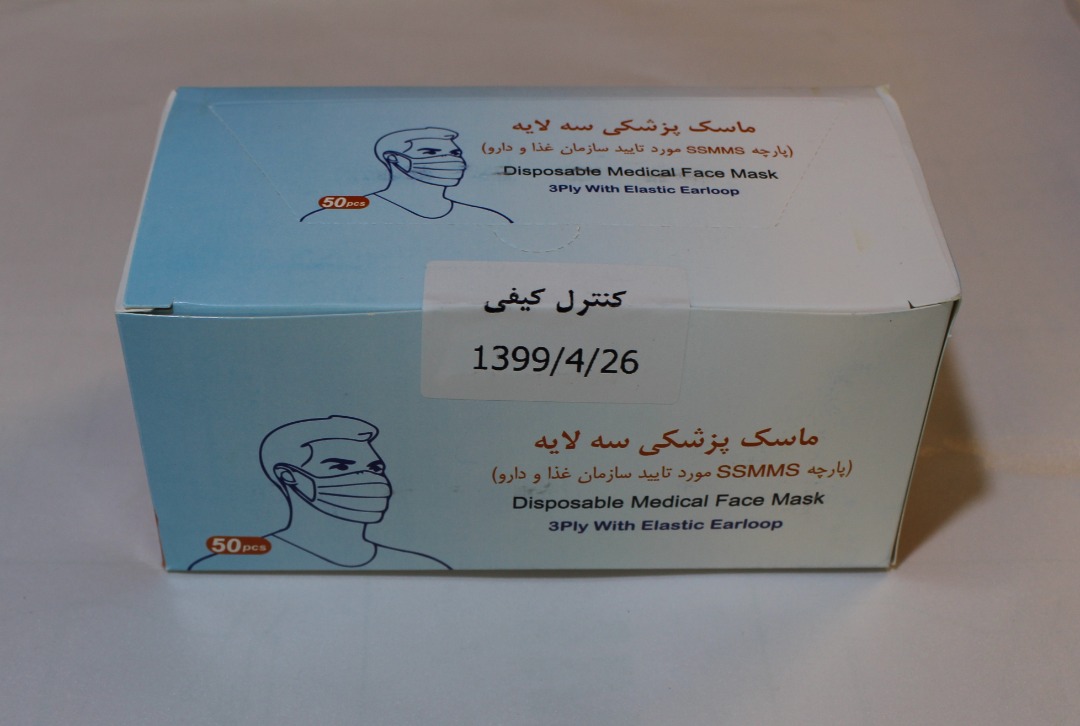 ماسک پزشکی سه لایه
(پارچه SSMMS مورد تایید سازمان غذا و دارو)
Disposable Medical Face Mask
3Ply With Elastic Earloop
50pcs
کنترل کیفی
1399/4/26
ماسک پزشکی سه لایه
(پارچه SSMMS مورد تایید سازمان غذا و دارو)
Disposable Medical Face Mask
3Ply With Elastic Earloop
50pcs